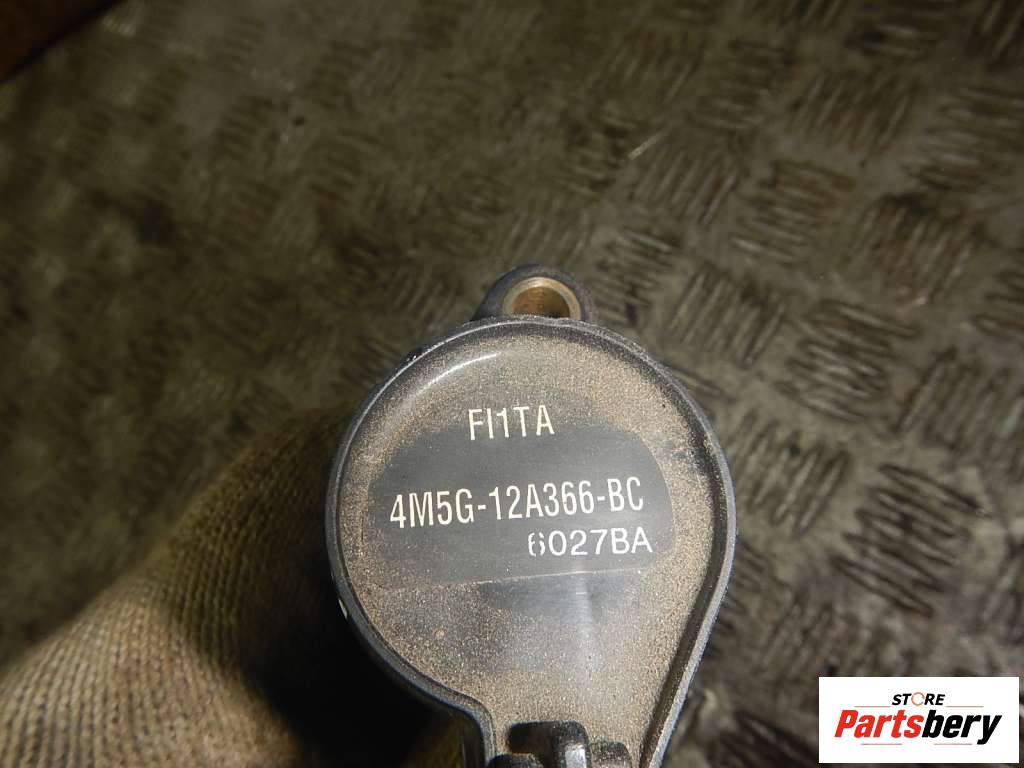 FI1TA
4M5G-12A366-BC
6027BA
STORE
Partsbery